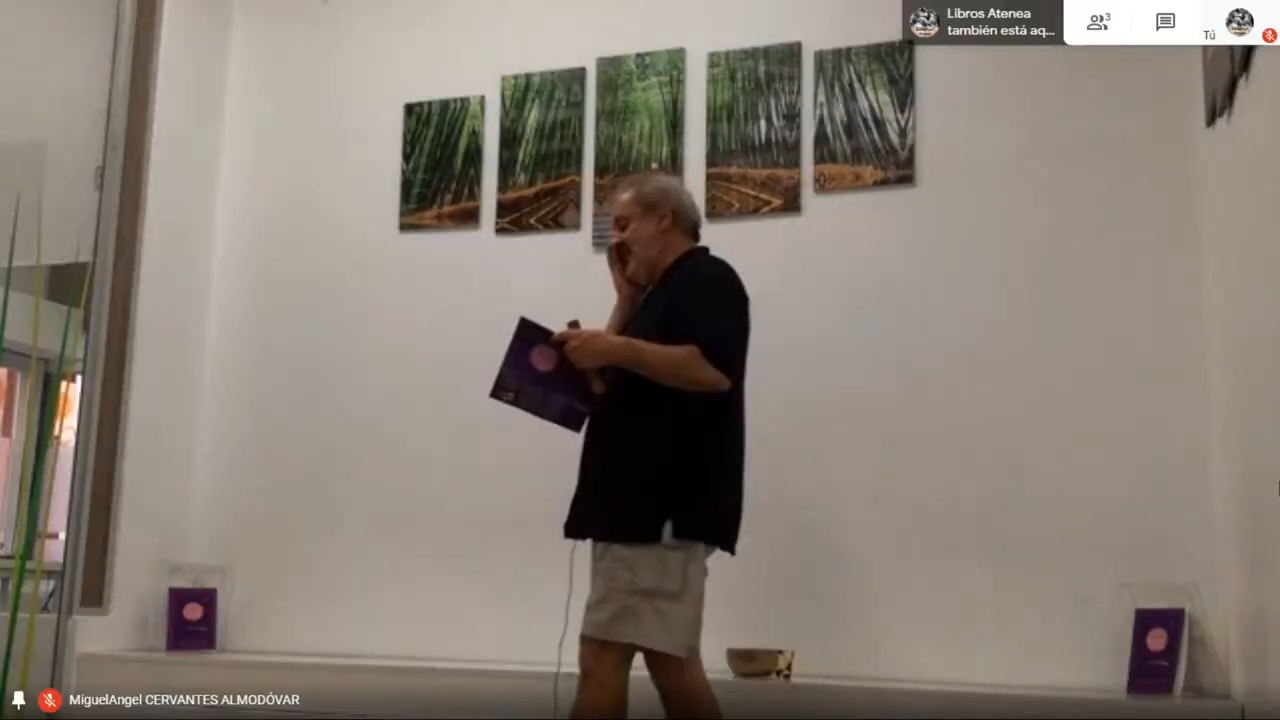 Libros Atenea
también está aq...
3
Tú
MiguelAngel CERVANTES ALMODÓVAR